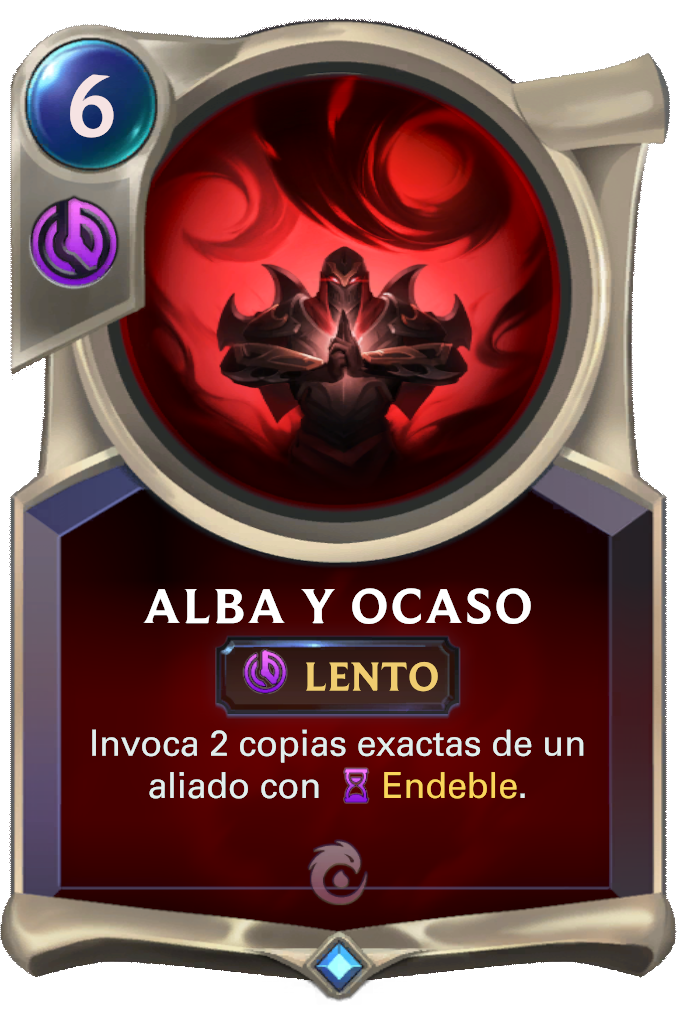 6
ALBA Y OCASO
LENTO
Invoca 2 copias exactas de un
aliado con Endeble.